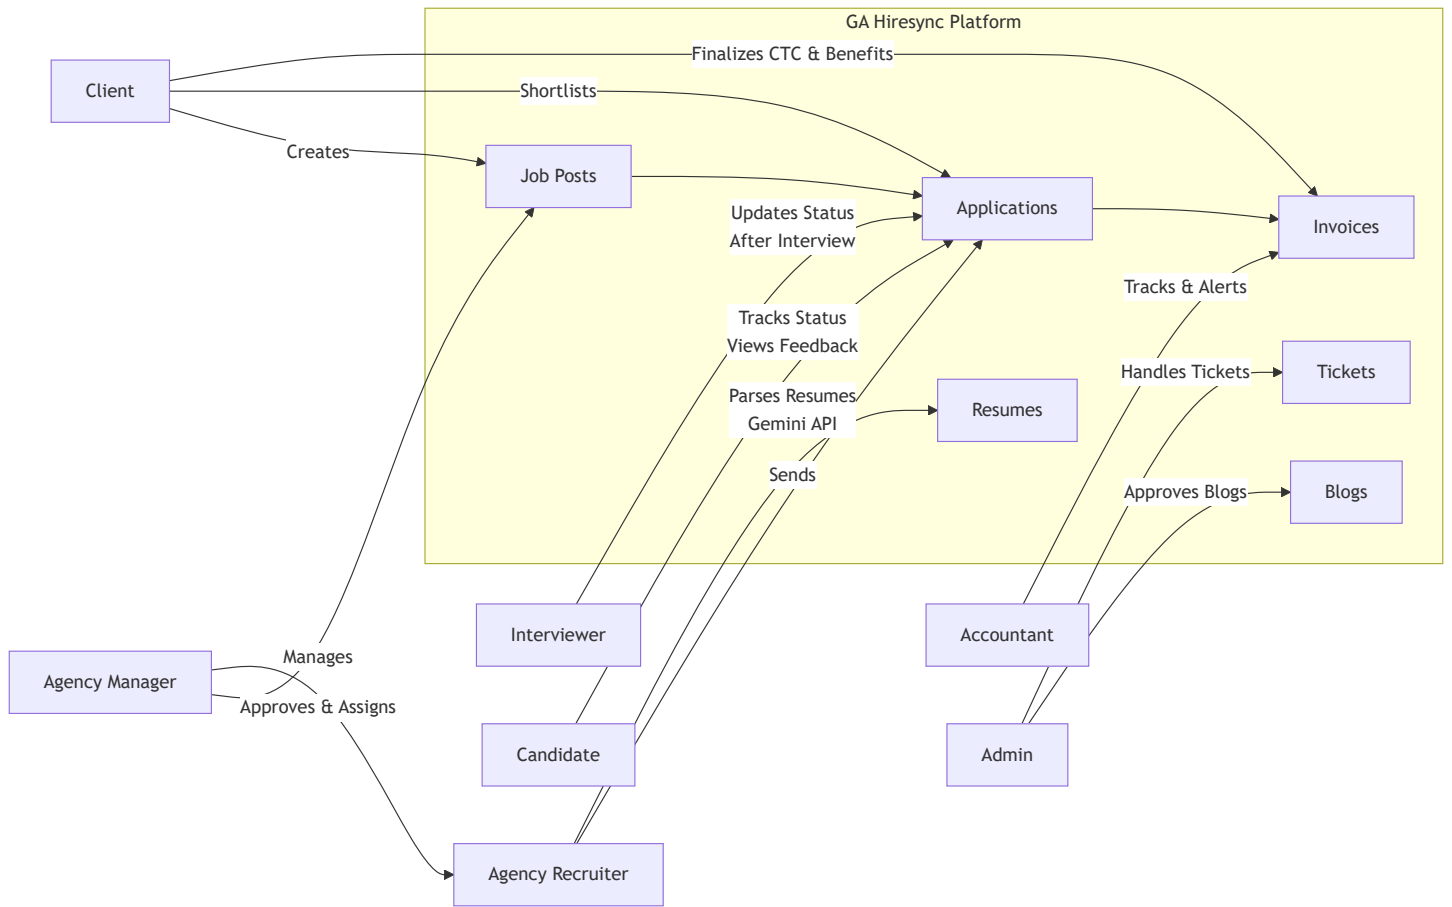 GA Hiresync Platform
Finalizes CTC & Benefits
Client
Shortlists
Creates
Job Posts
Applications
Updates Status
After Interview
Invoices
Tracks & Alerts
Tracks Status
Views Feedback
Handles Tickets
Tickets
Parses Resumes
Gemini API
Resumes
Sends
Approves Blogs
Blogs
Interviewer
Accountant
Manages
Agency Manager
Approves & Assigns
Candidate
Admin
Agency Recruiter